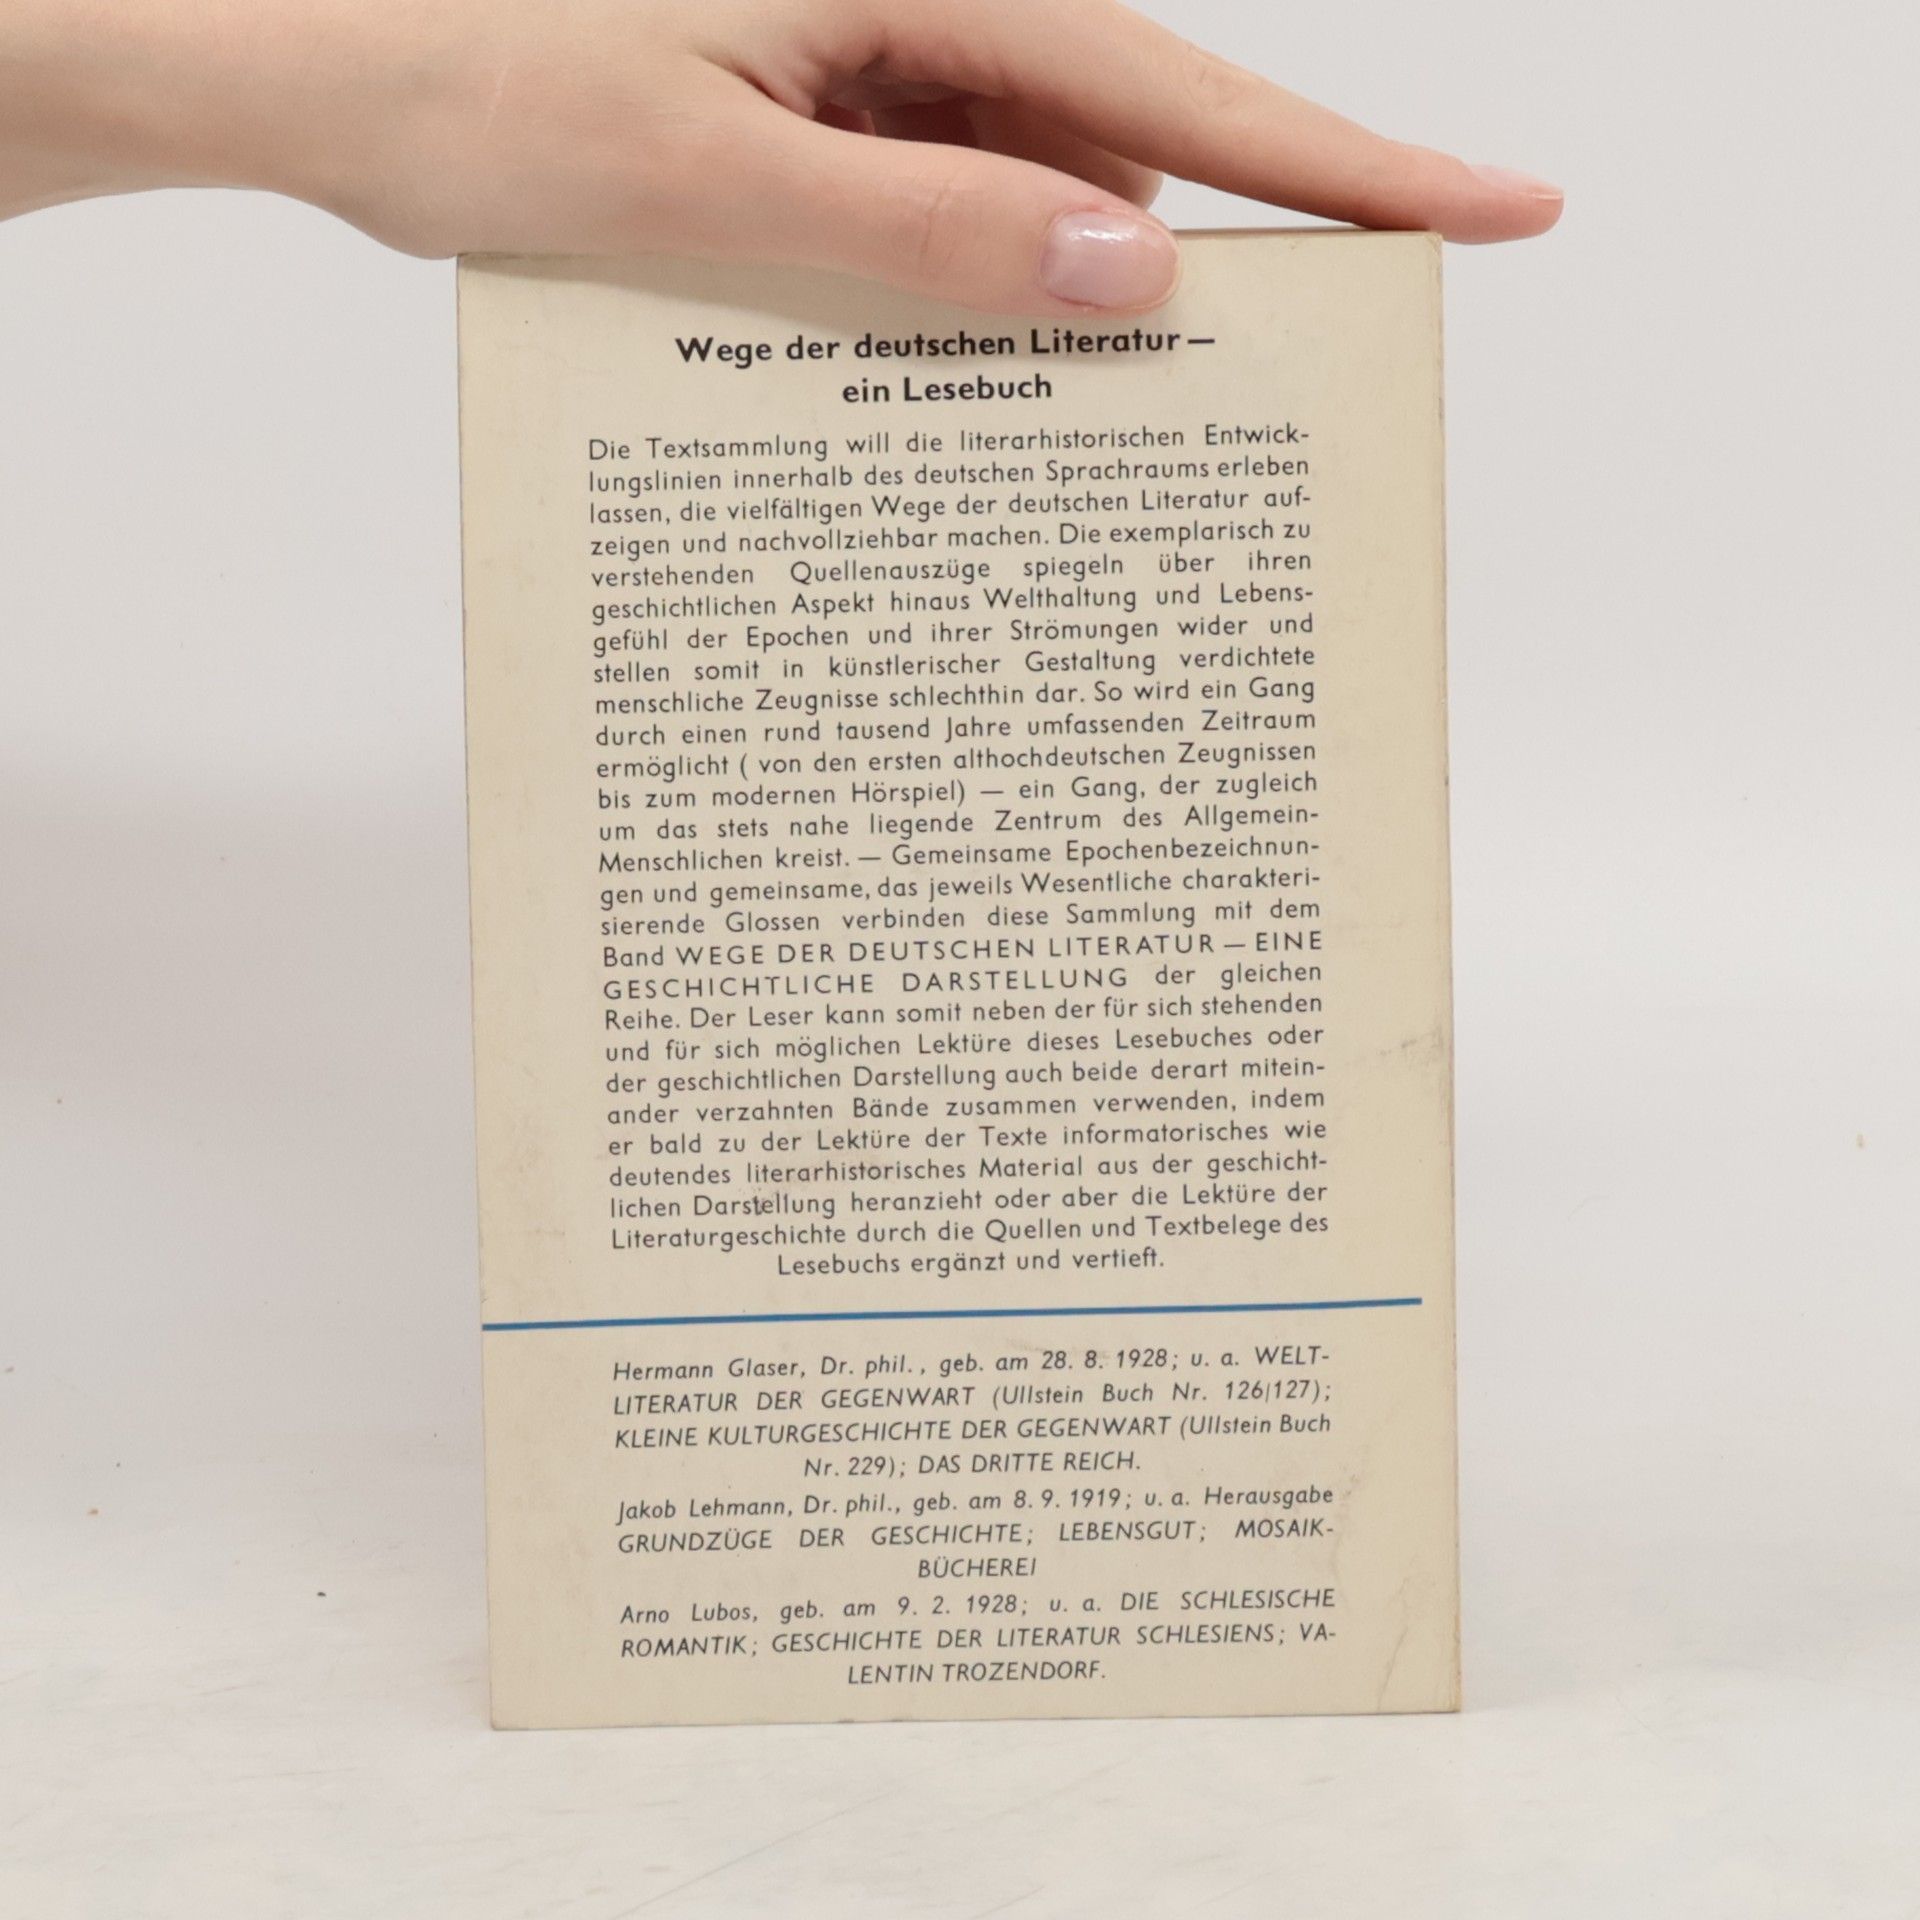 Wege der deutschen Literatur —
ein Lesebuch
Die Textsammlung will die literarhistorischen Entwick-
lungslinien innerhalb des deutschen Sprachraums erleben
lassen, die vielfältigen Wege der deutschen Literatur auf-
zeigen und nachvollziehbar machen. Die exemplarisch zu
verstehenden Quellenauszüge spiegeln über ihren
geschichtlichen Aspekt hinaus Welthaltung und Lebens-
gefühl der Epochen und ihrer Strömungen wider und
stellen somit in künstlerischer Gestaltung verdichtete
menschliche Zeugnisse schlechthin dar. So wird ein Gang
durch einen rund tausend Jahre umfassenden Zeitraum
ermöglicht ( von den ersten althochdeutschen Zeugnissen
bis zum modernen Hörspiel) — ein Gang, der zugleich
um das stets nahe liegende Zentrum des Allgemein-
Menschlichen kreist. — Gemeinsame Epochenbezeichnun-
gen und gemeinsame, das jeweils Wesentliche charakteri-
sierende Glossen verbinden diese Sammlung mit dem
Band WEGE DER DEUTSCHEN LITERATUR — EINE
GESCHICHTLICHE DARSTELLUNG der gleichen
Reihe. Der Leser kann somit neben der für sich stehenden
und für sich möglichen Lektüre dieses Lesebuches oder
der geschichtlichen Darstellung auch beide derart mitein-
ander verzahnten Bände zusammen verwenden, indem
er bald zu der Lektüre der Texte informatorisches wie
deutendes literarhistorisches Material aus der geschicht-
lichen Darstellung heranzieht oder aber die Lektüre der
Literaturgeschichte durch die Quellen und Textbelege des
Lesebuchs ergänzt und vertieft.
Hermann Glaser, Dr. phil., geb. am 28. 8. 1928; u. a. WELT-
LITERATUR DER GEGENWART (Ullstein Buch Nr. 126/127);
KLEINE KULTURGESCHICHTE DER GEGENWART (Ullstein Buch
Nr. 229); DAS DRITTE REICH.
Jakob Lehmann, Dr. phil., geb. am 8. 9. 1919; u. a. Herausgabe
GRUNDZÜGE DER GESCHICHTE; LEBENSGUT; MOSAIK-
BÜCHEREI
Arno Lubos, geb. am 9. 2. 1928; u. a. DIE SCHLESISCHE
ROMANTIK; GESCHICHTE DER LITERATUR SCHLESIENS; VA-
LENTIN TROZENDORF.